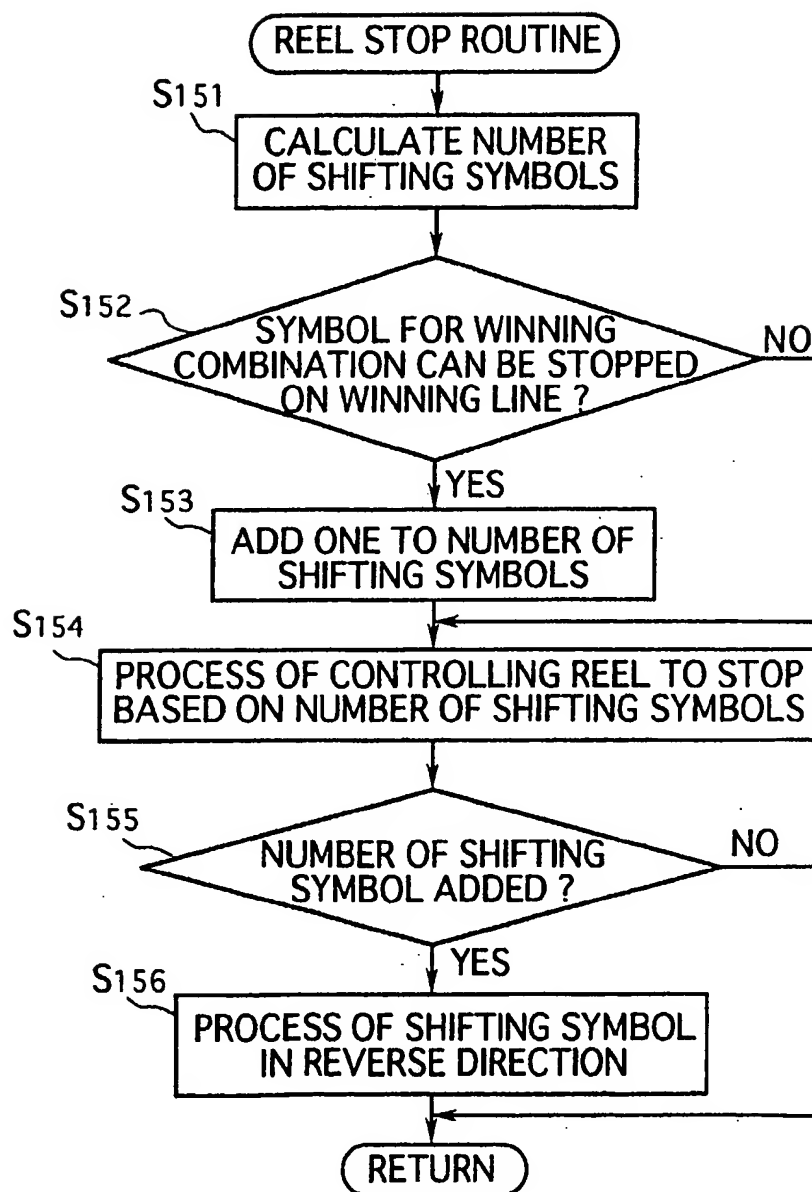 REEL STOP ROUTINE
S151
CALCULATE NUMBER
OF SHIFTING SYMBOLS
S152
SYMBOL FOR WINNING
COMBINATION CAN BE STOPPED
ON WINNING LINE ?
NO
YES
S153
ADD ONE TO NUMBER OF
SHIFTING SYMBOLS
S154
PROCESS OF CONTROLLING REEL TO STOP
BASED ON NUMBER OF SHIFTING SYMBOLS
S155
NUMBER OF SHIFTING
SYMBOL ADDED ?
NO
YES
S156
PROCESS OF SHIFTING SYMBOL
IN REVERSE DIRECTION
RETURN